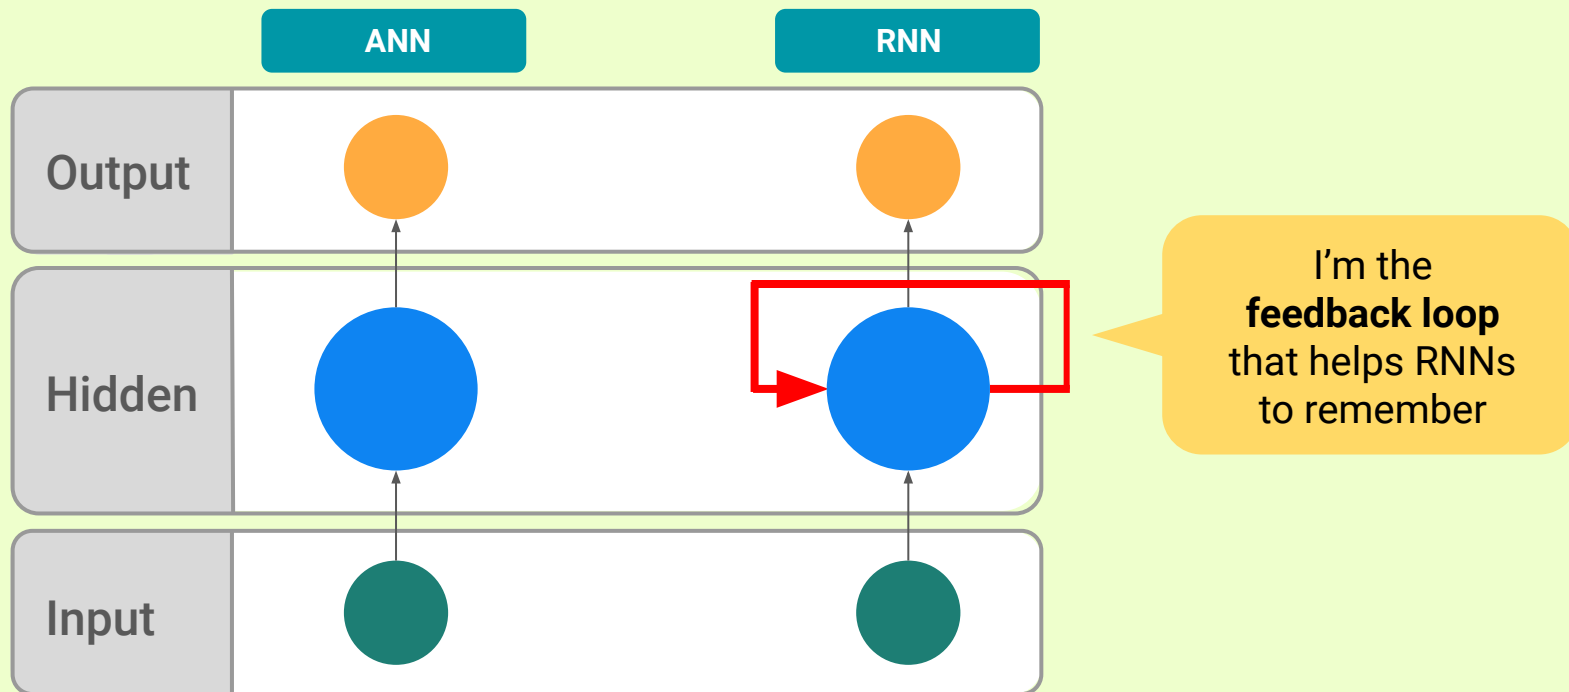 ANN
RNN
Output
Hidden
Input
I’m the
feedback loop
that helps RNNs
to remember